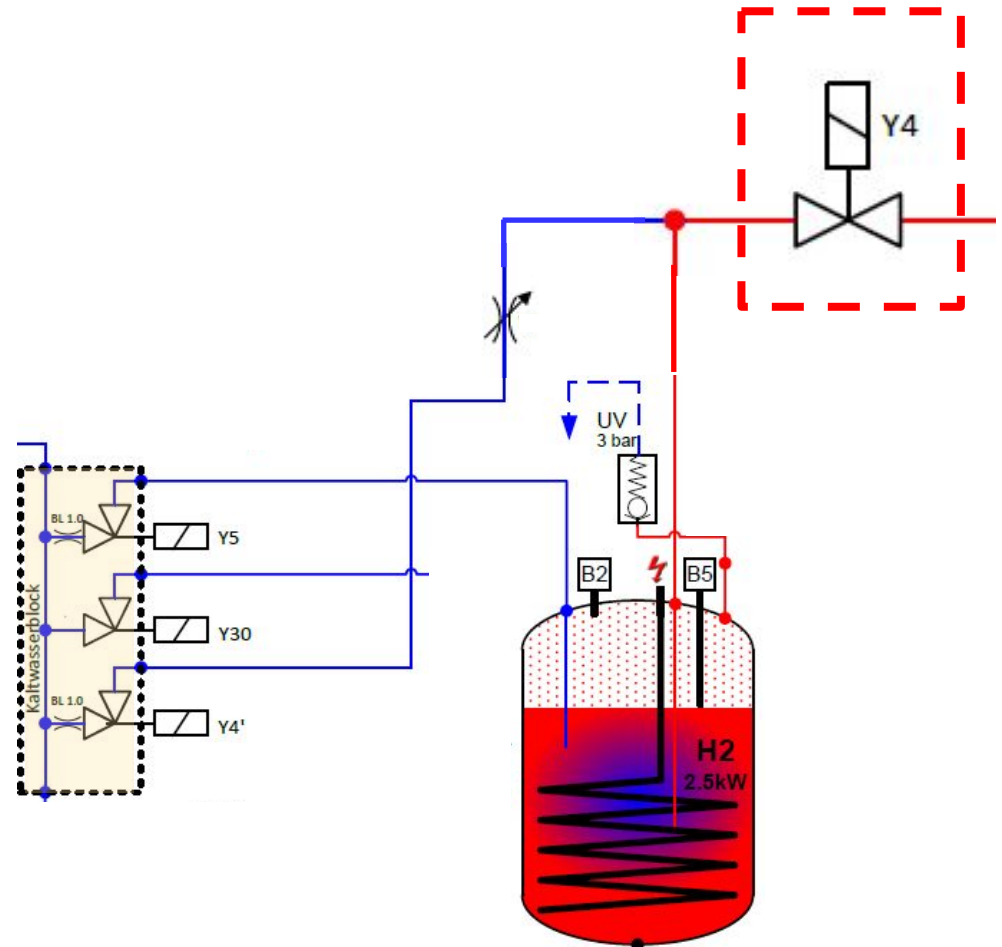 Y4
UV
3 bar
BL 1.0
Y5
B2
B5
Kaltwasserblock
Y30
BL 1.0
Y4'
H2
2.5kW